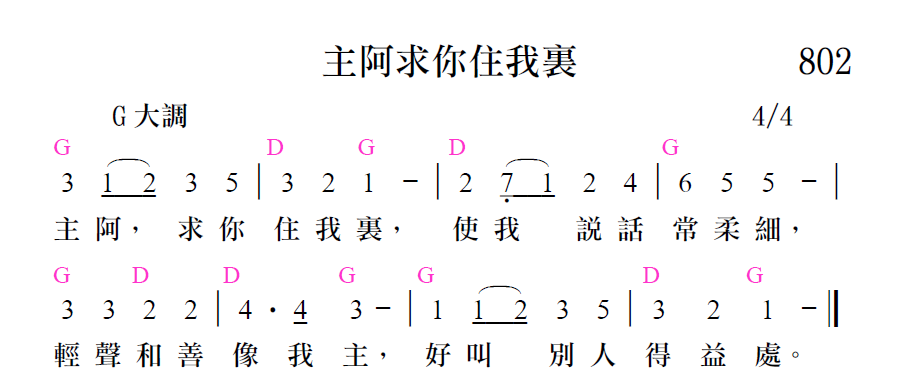 主阿求你住我裏 802
G 大調 4/4
G D G D G
3 1 2 3 5 | 3 2 1 - | 2 7̣ 1 2 4 | 6 5 5 - |
主阿，求你住我裏，使我説話常柔細，
G D D G G D G
3 3 2 2 | 4 · 4 3 - | 1 1 2 3 5 | 3 2 1 - ‖
輕聲和善像我主，好叫別人得益處。